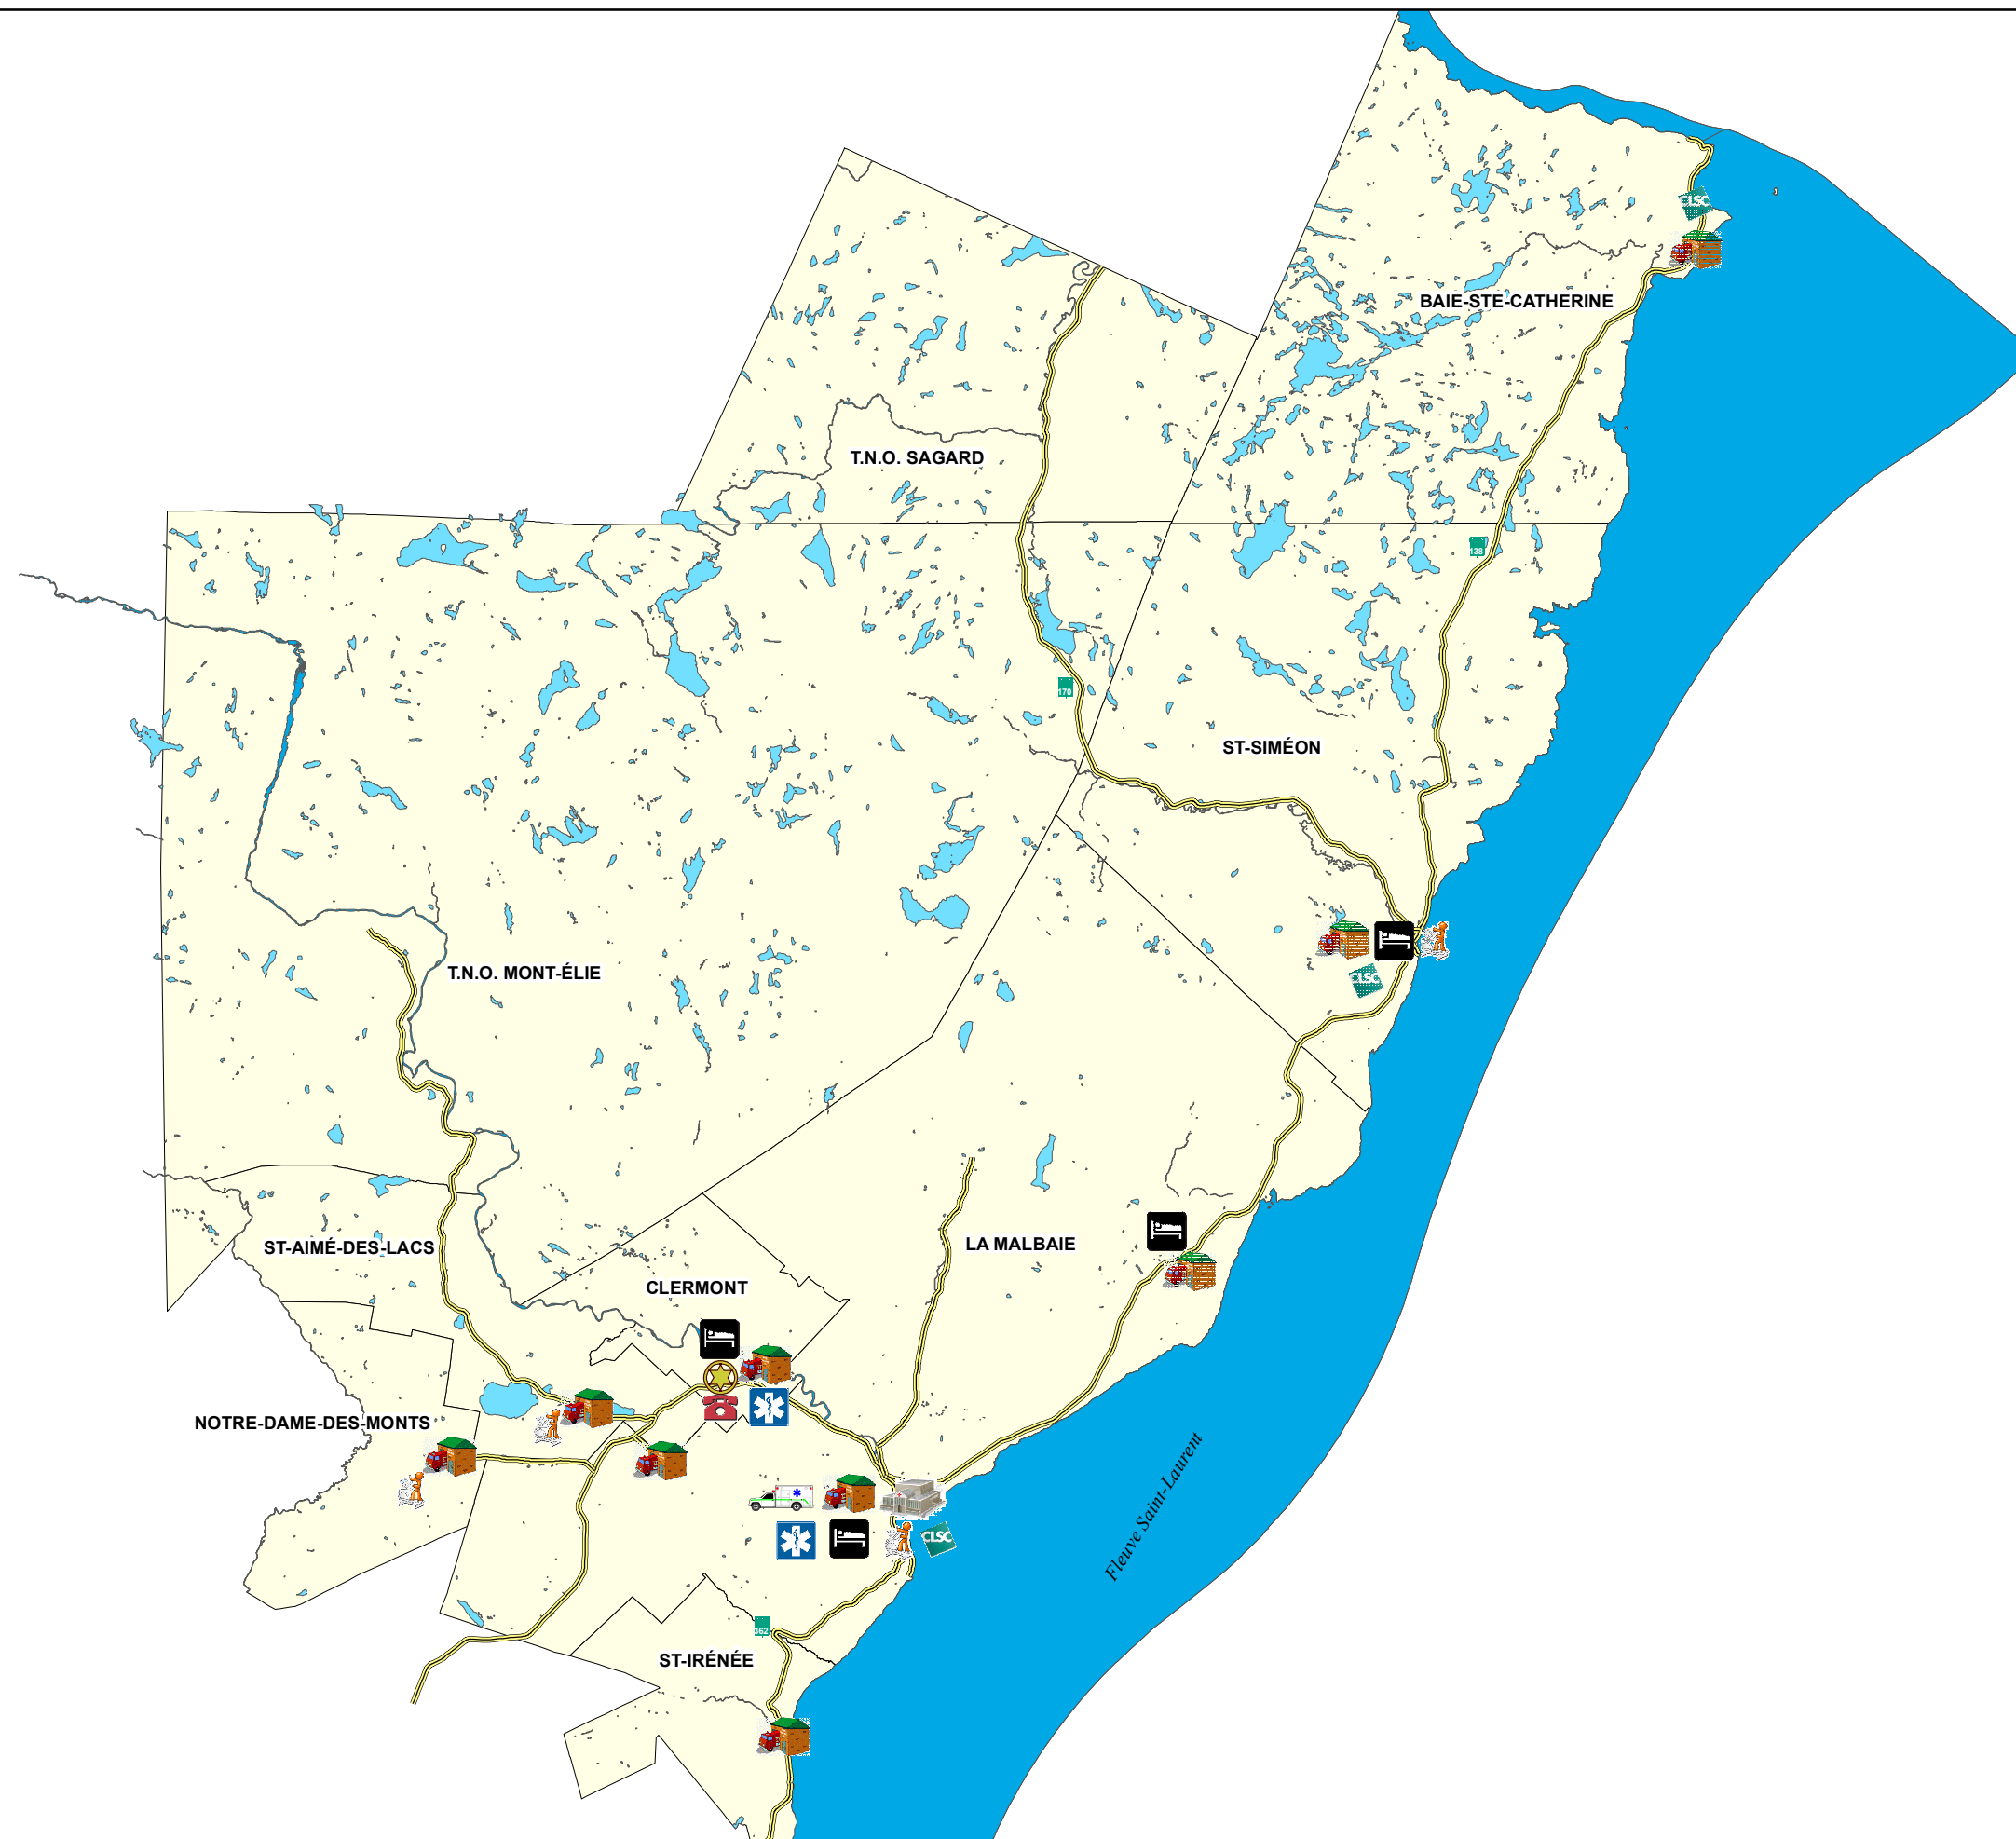 CLSC
BAIE-STE-CATHERINE
T.N.O. SAGARD
138
170
ST-SIMÉON
CLSC
T.N.O. MONT-ÉLIE
ST-AIMÉ-DES-LACS
LA MALBAIE
CLERMONT
NOTRE-DAME-DES-MONTS
CLSC
Fleuve Saint-Laurent
362
ST-IRÉNÉE